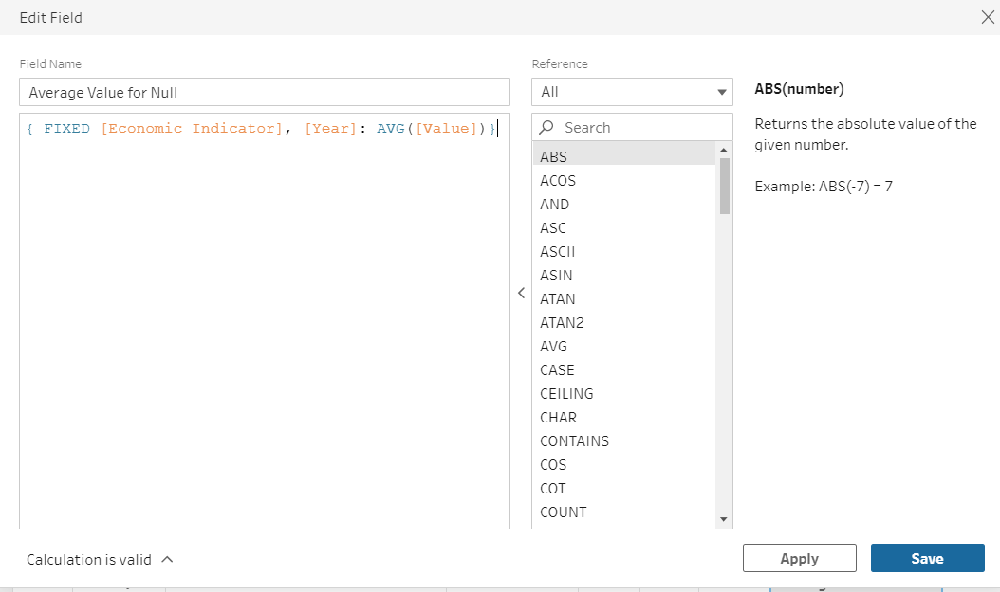 Edit Field
Field Name
Average Value for Null
{ FIXED [Economic Indicator], [Year]: AVG([Value])}
Reference
All
Search
ABS
ACOS
AND
ASC
ASCII
ASIN
ATAN
ATAN2
AVG
CASE
CEILING
CHAR
CONTAINS
COS
COT
COUNT
ABS(number)
Returns the absolute value of the
given number.
Example: ABS(-7) = 7
Calculation is valid
Apply
Save